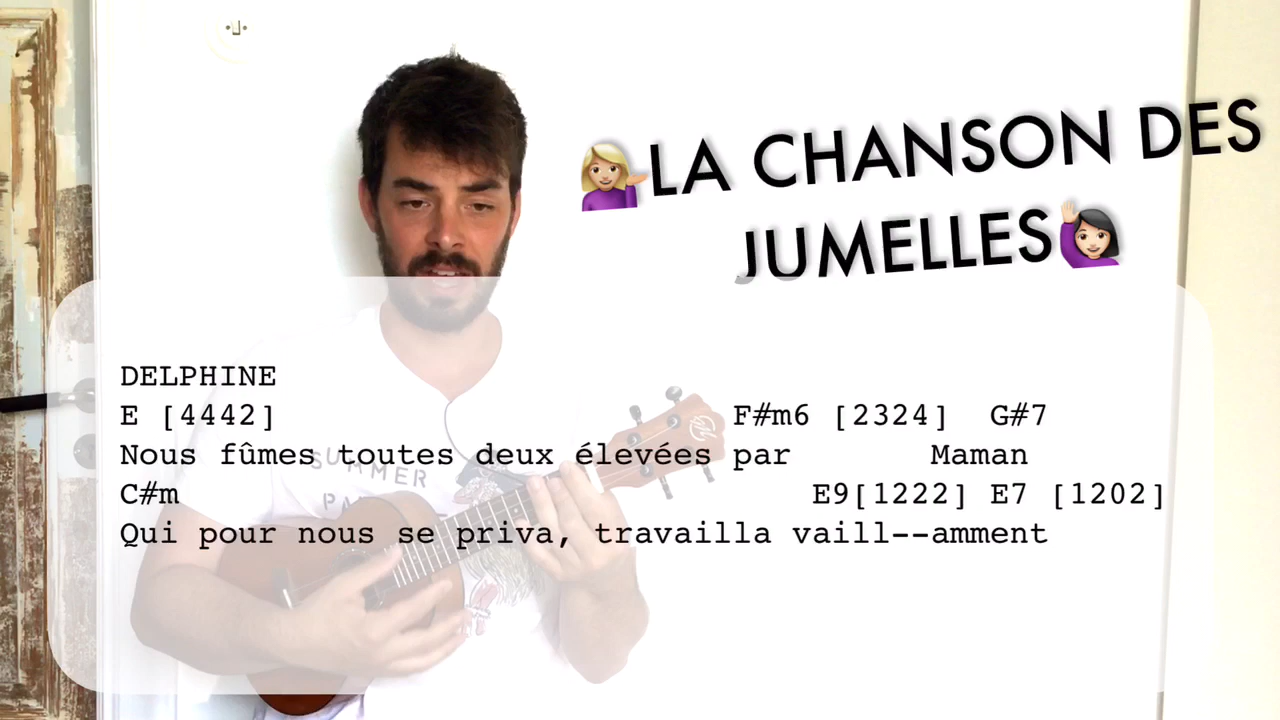 LA CHANSON DES
JUMELLES
DELPHINE
E [4442] F#m6 [2324] G#7
Nous fûmes toutes deux élevées par Maman
C#m E9[1222] E7 [1202]
Qui pour nous se priva, travailla vaill--amment
SUMMER